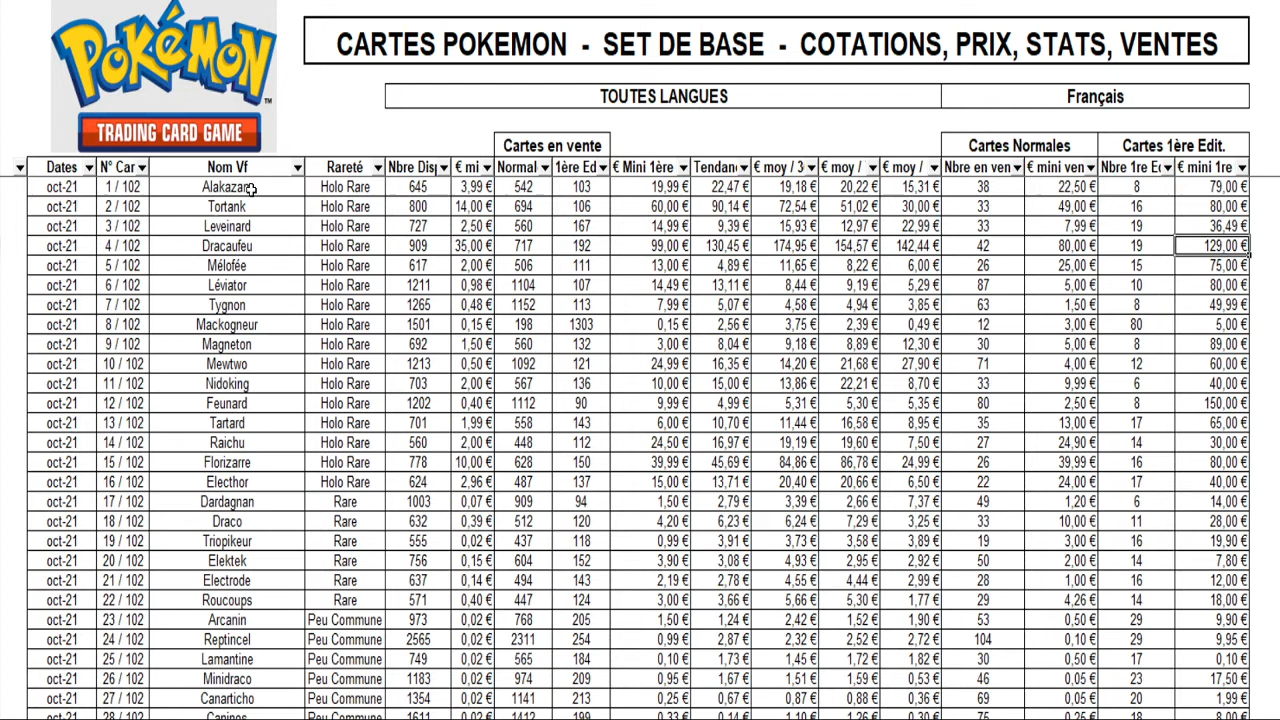 Pokémon
TM
TRADING CARD GAME
CARTES POKEMON - SET DE BASE - COTATIONS, PRIX, STATS, VENTES
TOUTES LANGUES Français
Cartes en vente Cartes Normales Cartes 1ère Edit.
Dates N° Car Nom Vf Rareté Nbre Disp € mi Normal 1ère Ed € Mini 1ère Tendanc € moy / 3 € moy / € moy / Nbre en ven € mini ven Nbre 1re Ed € mini 1re
oct-21 1 / 102 Alakazam Holo Rare 645 3,99 € 542 103 19,99 € 22,47 € 19,18 € 20,22 € 15,31 € 38 22,50 € 8 79,00 €
oct-21 2 / 102 Tortank Holo Rare 800 14,00 € 694 106 60,00 € 90,14 € 72,54 € 51,02 € 30,00 € 33 49,00 € 16 80,00 €
oct-21 3 / 102 Leveinard Holo Rare 727 2,50 € 560 167 14,99 € 9,39 € 15,93 € 12,97 € 22,99 € 33 7,99 € 19 36,49 €
oct-21 4 / 102 Dracaufeu Holo Rare 909 35,00 € 717 192 99,00 € 130,45 € 174,95 € 154,57 € 142,44 € 42 80,00 € 19 129,00 €
oct-21 5 / 102 Mélofée Holo Rare 617 2,00 € 506 111 13,00 € 4,89 € 11,65 € 8,22 € 6,00 € 26 25,00 € 15 75,00 €
oct-21 6 / 102 Léviator Holo Rare 1211 0,98 € 1104 107 14,49 € 13,11 € 8,44 € 9,19 € 5,29 € 87 5,00 € 10 80,00 €
oct-21 7 / 102 Tygnon Holo Rare 1265 0,48 € 1152 113 7,99 € 5,07 € 4,58 € 4,94 € 3,85 € 63 1,50 € 8 49,99 €
oct-21 8 / 102 Mackogneur Holo Rare 1501 0,15 € 198 1303 0,15 € 2,56 € 3,75 € 2,39 € 0,49 € 12 3,00 € 80 5,00 €
oct-21 9 / 102 Magneton Holo Rare 692 1,50 € 560 132 3,00 € 8,04 € 9,18 € 8,89 € 12,30 € 30 5,00 € 8 89,00 €
oct-21 10 / 102 Mewtwo Holo Rare 1213 0,50 € 1092 121 24,99 € 16,35 € 14,20 € 21,68 € 27,90 € 71 4,00 € 12 60,00 €
oct-21 11 / 102 Nidoking Holo Rare 703 2,00 € 567 136 10,00 € 15,00 € 13,86 € 22,21 € 8,70 € 33 9,99 € 6 40,00 €
oct-21 12 / 102 Feunard Holo Rare 1202 0,40 € 1112 90 9,99 € 4,99 € 5,31 € 5,30 € 5,35 € 80 2,50 € 8 150,00 €
oct-21 13 / 102 Tartard Holo Rare 701 1,99 € 558 143 6,00 € 10,70 € 11,44 € 16,58 € 8,95 € 35 13,00 € 17 65,00 €
oct-21 14 / 102 Raichu Holo Rare 560 2,00 € 448 112 24,50 € 16,97 € 19,19 € 19,60 € 7,50 € 27 24,90 € 14 30,00 €
oct-21 15 / 102 Florizarre Holo Rare 778 10,00 € 628 150 39,99 € 45,69 € 84,86 € 86,78 € 24,99 € 26 39,99 € 16 80,00 €
oct-21 16 / 102 Electhor Holo Rare 624 2,96 € 487 137 15,00 € 13,71 € 20,40 € 20,66 € 6,50 € 22 24,00 € 17 40,00 €
oct-21 17 / 102 Dardagnan Rare 1003 0,07 € 909 94 1,50 € 2,79 € 3,39 € 2,66 € 7,37 € 49 1,20 € 6 14,00 €
oct-21 18 / 102 Draco Rare 632 0,39 € 512 120 4,20 € 6,23 € 6,24 € 7,29 € 3,25 € 33 10,00 € 11 28,00 €
oct-21 19 / 102 Triopikeur Rare 555 0,02 € 437 118 0,99 € 3,91 € 3,73 € 3,58 € 3,89 € 19 3,00 € 16 19,90 €
oct-21 20 / 102 Elektek Rare 756 0,15 € 604 152 3,90 € 3,08 € 4,93 € 2,95 € 2,92 € 50 2,00 € 14 7,80 €
oct-21 21 / 102 Electrode Rare 637 0,14 € 494 143 2,19 € 2,78 € 4,55 € 4,44 € 2,99 € 28 1,00 € 16 12,00 €
oct-21 22 / 102 Roucoups Rare 571 0,40 € 447 124 3,00 € 3,66 € 5,66 € 5,30 € 1,77 € 29 4,26 € 14 18,00 €
oct-21 23 / 102 Arcanin Peu Commune 973 0,02 € 768 205 1,50 € 1,24 € 2,42 € 1,52 € 1,90 € 53 0,50 € 29 9,90 €
oct-21 24 / 102 Reptincel Peu Commune 2565 0,02 € 2311 254 0,99 € 2,87 € 2,32 € 2,52 € 2,72 € 104 0,10 € 29 9,95 €
oct-21 25 / 102 Lamantine Peu Commune 749 0,02 € 565 184 0,10 € 1,73 € 1,45 € 1,72 € 1,82 € 30 0,50 € 17 0,10 €
oct-21 26 / 102 Minidraco Peu Commune 1183 0,02 € 974 209 0,95 € 1,67 € 1,51 € 1,59 € 0,53 € 46 0,05 € 23 17,50 €
oct-21 27 / 102 Canarticho Peu Commune 1354 0,02 € 1141 213 0,25 € 0,67 € 0,87 € 0,88 € 0,36 € 69 0,05 € 20 1,99 €
oct-21 28 / 102 Caninos Peu Commune 1611 0,02 € 1412 199 0,33 € 0,14 € 1,10 € 1,26 € 0,30 € 75 0,25 € 18 8,00 €